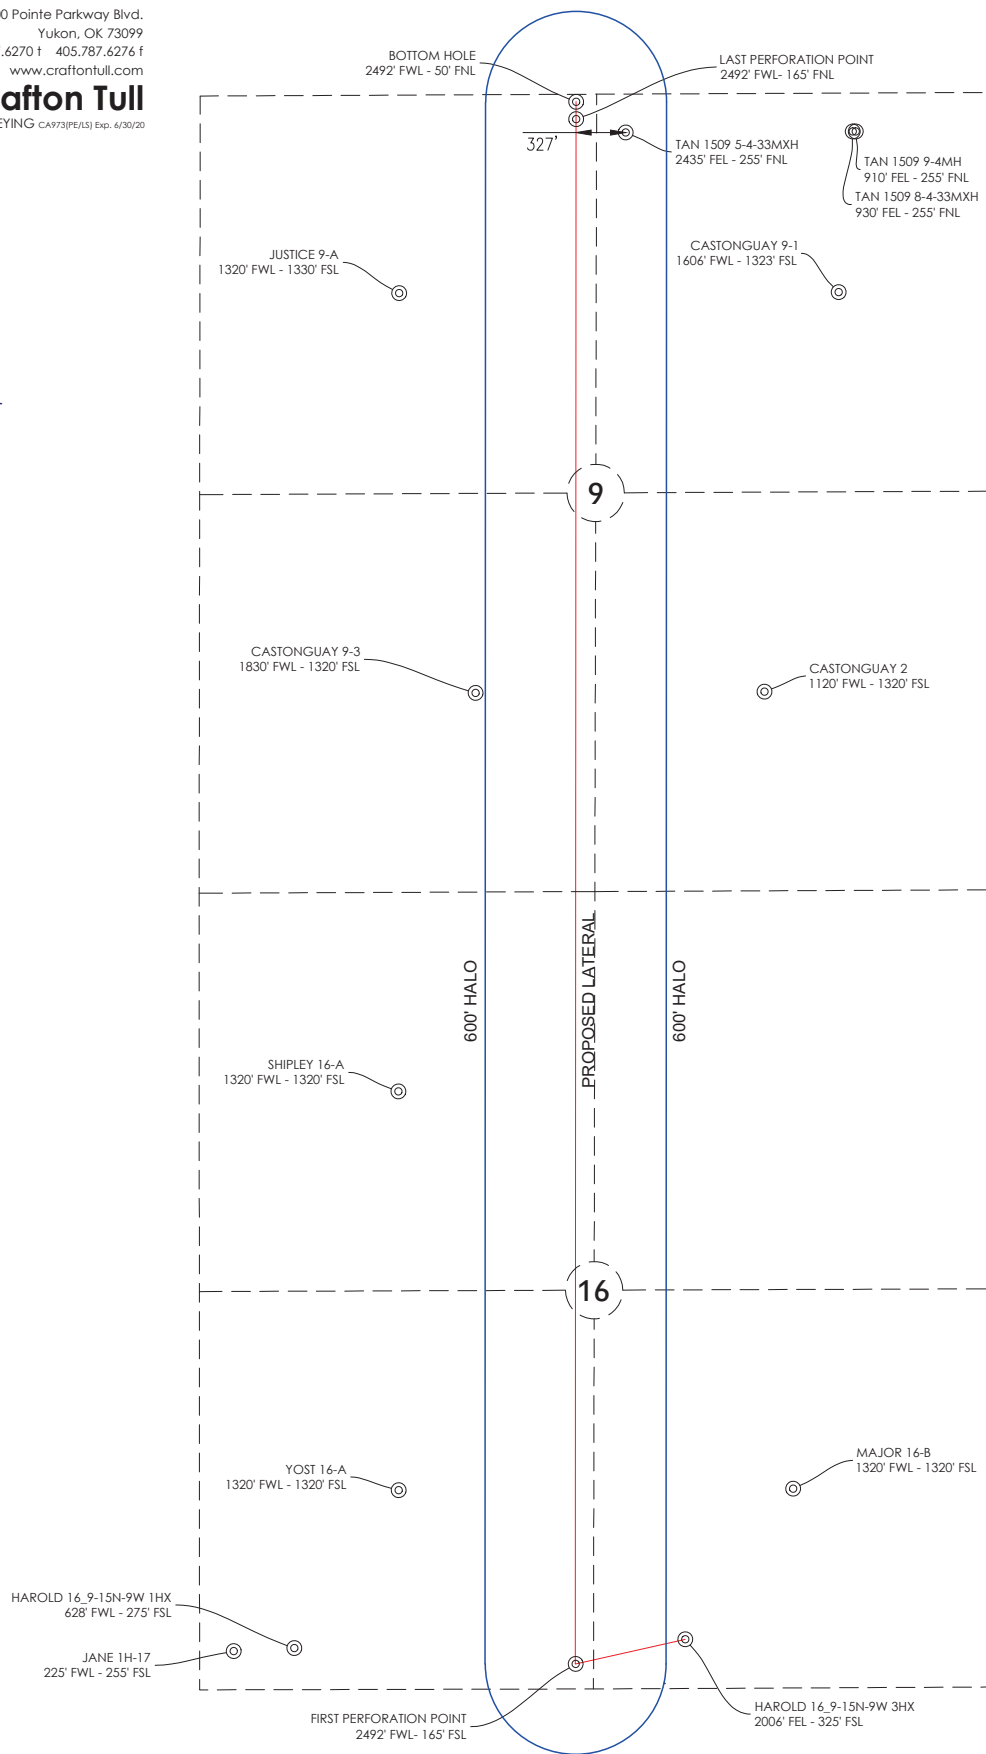 0 Pointe Parkway Blvd.
Yukon, OK 73099
.6270 t 405.787.6276 f
www.craftontull.com
afton Tull
EYING CA973(PE/LS) Exp. 6/30/20
BOTTOM HOLE
2492' FWL - 50' FNL
LAST PERFORATION POINT
2492' FWL- 165' FNL
327'
TAN 1509 5-4-33MXH
2435' FEL - 255' FNL
TAN 1509 9-4MH
910' FEL - 255' FNL
TAN 1509 8-4-33MXH
930' FEL - 255' FNL
JUSTICE 9-A
1320' FWL - 1330' FSL
CASTONGUAY 9-1
1606' FWL - 1323' FSL
9
CASTONGUAY 9-3
1830' FWL - 1320' FSL
CASTONGUAY 2
1120' FWL - 1320' FSL
600' HALO
PROPOSED LATERAL
600' HALO
SHIPLEY 16-A
1320' FWL - 1320' FSL
16
YOST 16-A
1320' FWL - 1320' FSL
MAJOR 16-B
1320' FWL - 1320' FSL
HAROLD 16_9-15N-9W 1HX
628' FWL - 275' FSL
JANE 1H-17
225' FWL - 255' FSL
FIRST PERFORATION POINT
2492' FWL- 165' FSL
HAROLD 16_9-15N-9W 3HX
2006' FEL - 325' FSL